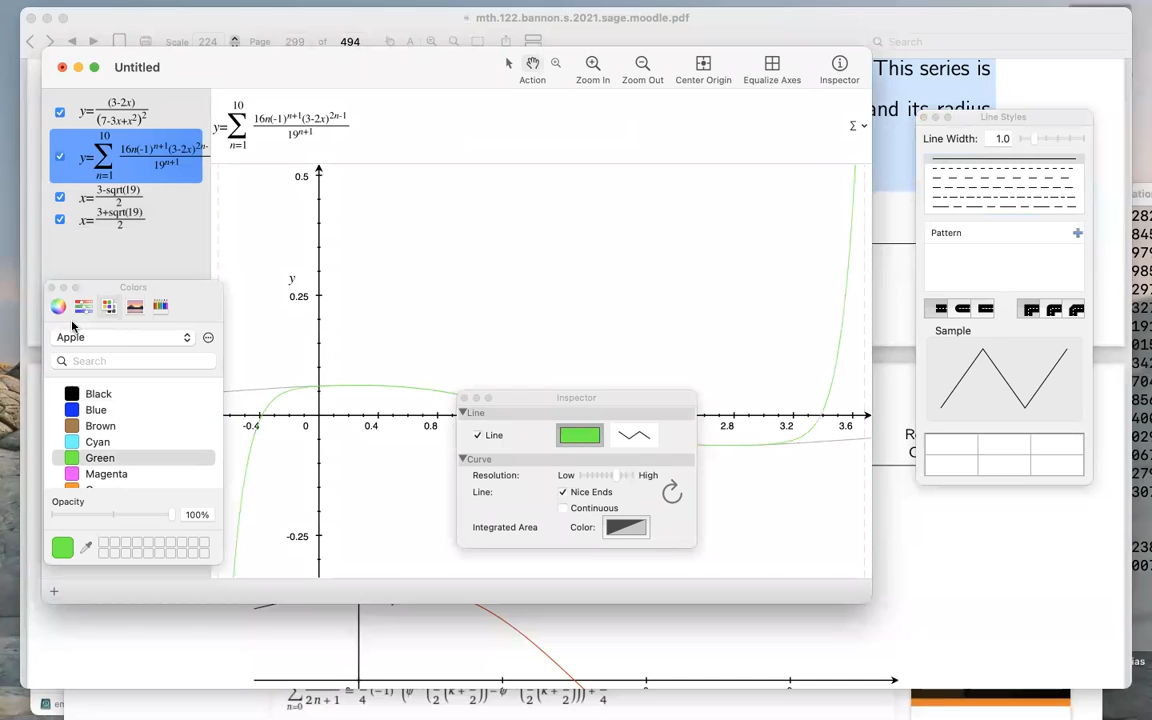 mth.122.bannon.s.2021.sage.moodle.pdf
Scale 224 Page 299 of 494 Search
Untitled
Action Zoom In Zoom Out Center Origin Equalize Axes Inspector
This series is
and its radius
y=(3-2x)/(7-3x+x²)²
y=∑n=1^10 16n(-1)^n+1(3-2x)^2n-/19^n+1
x=3-sqrt(19)/2
x=3+sqrt(19)/2
y=∑n=1^10 16n(-1)^n+1(3-2x)^2n-1/19^n+1
Σ
0.5
y
0.25
-0.4 0 0.4 0.8 2.8 3.2 3.6
-0.25
Colors
Apple
Search
Black
Blue
Brown
Cyan
Green
Magenta
Opacity
100%
Inspector
Line
Line
Curve
Resolution: Low High
Line: Nice Ends
Continuous
Integrated Area Color:
Line Styles
Line Width: 1.0
Pattern
Sample